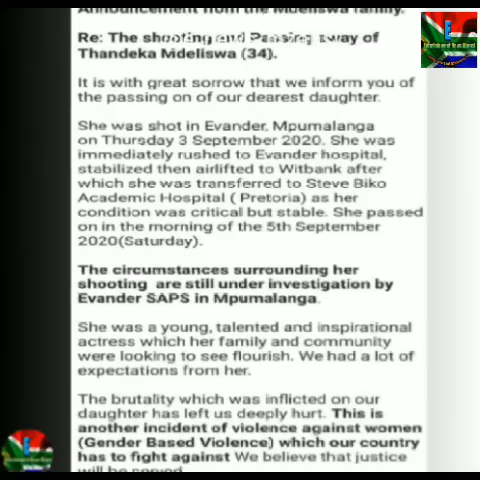 Announcement from the Mdeliswa family.
Re: The shooting and Passing away of
Thandeka Mdeliswa (34).
It is with great sorrow that we inform you of
the passing on of our dearest daughter.
She was shot in Evander, Mpumalanga
on Thursday 3 September 2020. She was
immediately rushed to Evander hospital,
stabilized then airlifted to Witbank after
which she was transferred to Steve Biko
Academic Hospital ( Pretoria) as her
condition was critical but stable. She passed
on in the morning of the 5th September
2020(Saturday).
The circumstances surrounding her
shooting are still under investigation by
Evander SAPS in Mpumalanga.
She was a young, talented and inspirational
actress which her family and community
were looking to see flourish. We had a lot of
expectations from her.
The brutality which was inflicted on our
daughter has left us deeply hurt. This is
another incident of violence against women
(Gender Based Violence) which our country
has to fight against We believe that justice
will be served